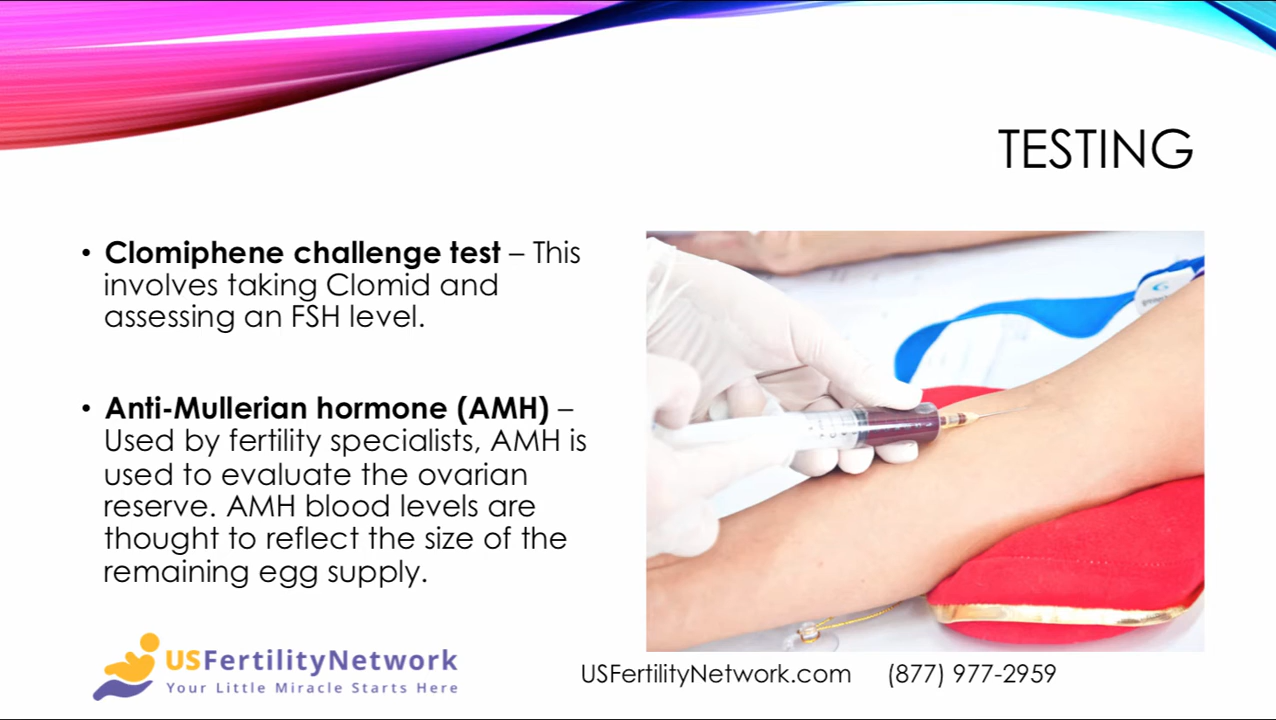 TESTING
• Clomiphene challenge test – This
involves taking Clomid and
assessing an FSH level.
• Anti-Mullerian hormone (AMH) –
Used by fertility specialists, AMH is
used to evaluate the ovarian
reserve. AMH blood levels are
thought to reflect the size of the
remaining egg supply.
USFertilityNetwork
Your Little Miracle Starts Here
USFertilityNetwork.com (877) 977-2959